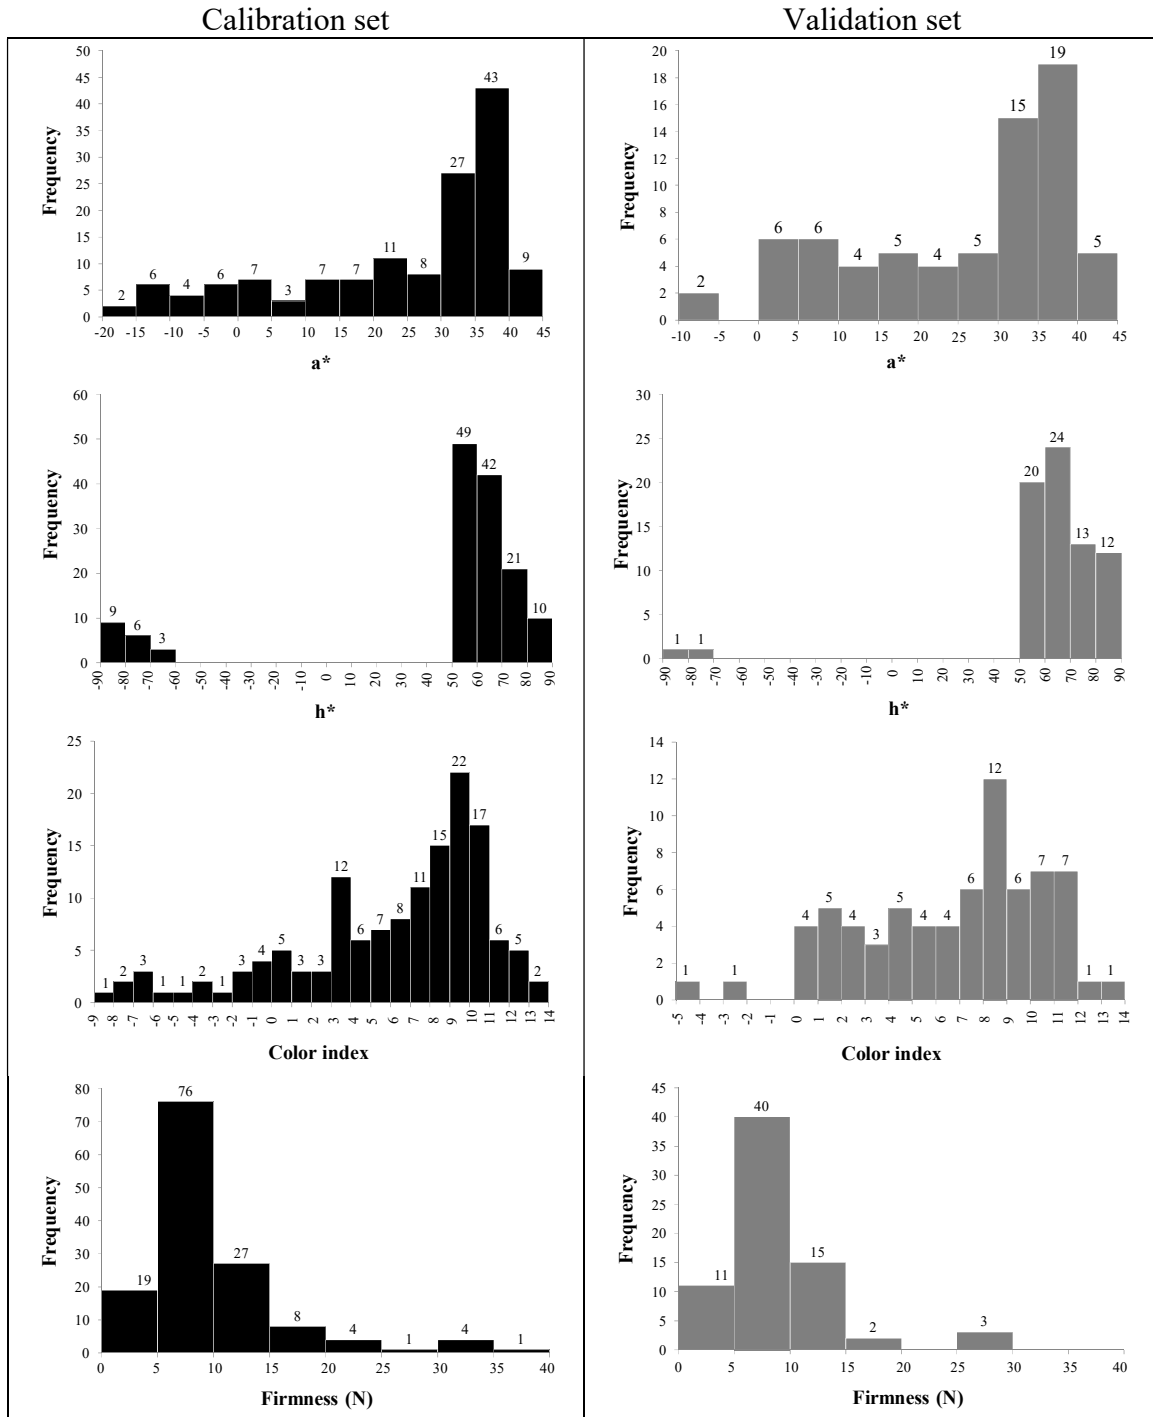 Calibration set
Validation set
50
45
40
35
30
25
20
15
10
5
0
Frequency
2 6 4 6 7 3 7 7 11 8 27 43 9
-20 -15 -10 -5 0 5 10 15 20 25 30 35 40 45
a*
20
18
16
14
12
10
8
6
4
2
0
Frequency
2 6 6 4 5 4 5 15 19 5
-10 -5 0 5 10 15 20 25 30 35 40 45
a*
60
50
40
30
20
10
0
Frequency
9 6 3 49 42 21 10
-90 -80 -70 -60 -50 -40 -30 -20 -10 0 10 20 30 40 50 60 70 80 90
h*
30
25
20
15
10
5
0
Frequency
1 1 20 24 13 12
-90 -80 -70 -60 -50 -40 -30 -20 -10 0 10 20 30 40 50 60 70 80 90
h*
25
20
15
10
5
0
Frequency
1 2 3 1 1 2 1 3 4 5 3 3 12 6 7 8 11 15 22 17 6 5 2
-9 -8 -7 -6 -5 -4 -3 -2 -1 0 1 2 3 4 5 6 7 8 9 10 11 12 13 14
Color index
14
12
10
8
6
4
2
0
Frequency
1 1 4 5 4 3 5 4 4 6 12 6 7 7 1 1
-5 -4 -3 -2 -1 0 1 2 3 4 5 6 7 8 9 10 11 12 13 14
Color index
80
70
60
50
40
30
20
10
0
Frequency
19 76 27 8 4 1 4 1
0 5 10 15 20 25 30 35 40
Firmness (N)
45
40
35
30
25
20
15
10
5
0
Frequency
11 40 15 2 3
0 5 10 15 20 25 30 35 40
Firmness (N)